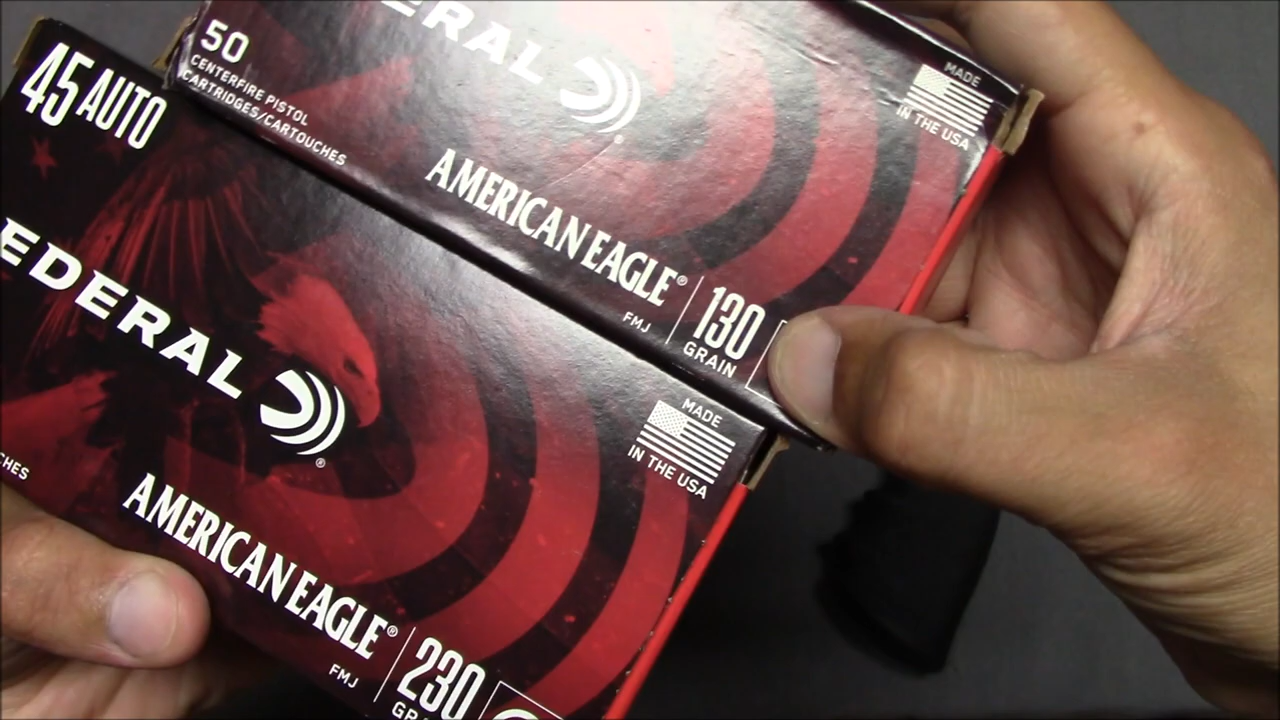 ERAL
50
CENTERFIRE PISTOL
CARTRIDGES/CARTOUCHES
MADE
IN THE USA
AMERICAN EAGLE®
FMJ
130
GRAIN
45 AUTO
EDERAL
MADE
IN THE USA
CHES
AMERICAN EAGLE®
FMJ
230
GRA